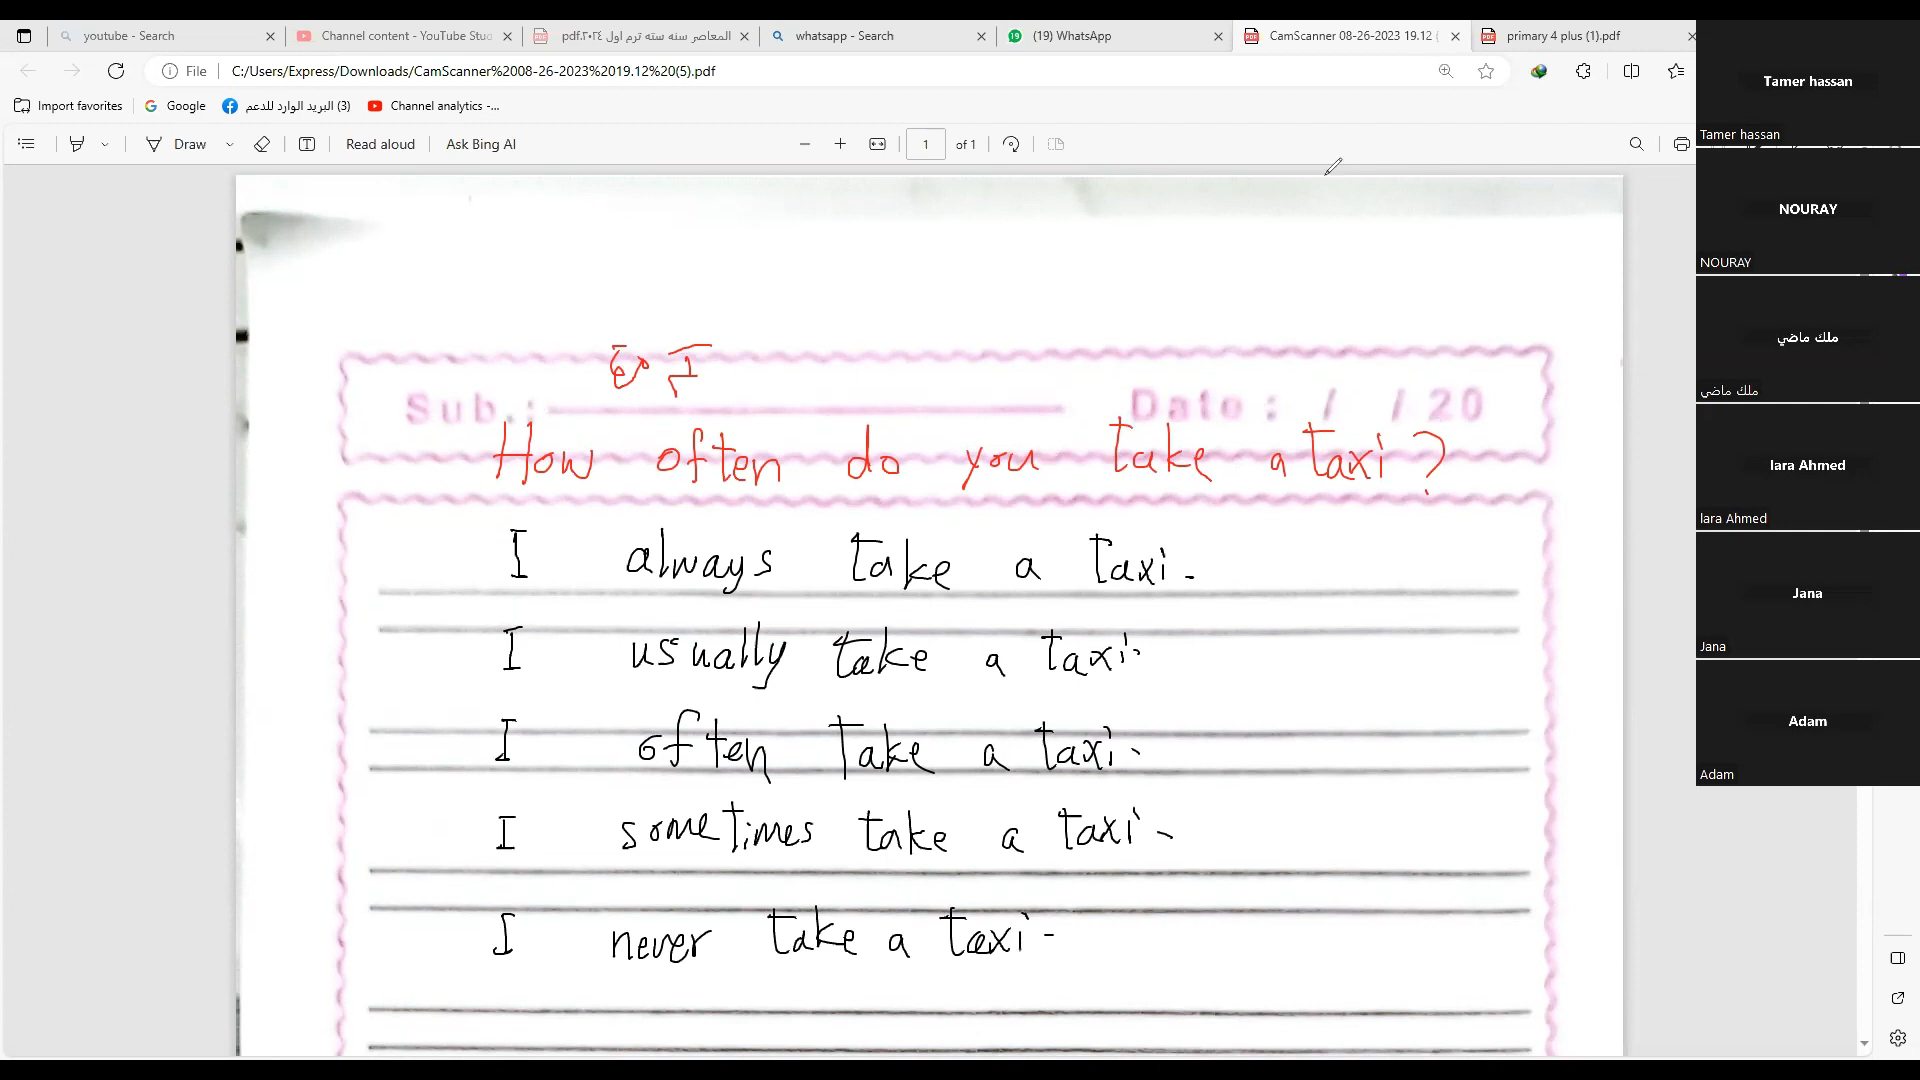 youtube - Search
Channel content - YouTube Stud
المعاصر سنه سته ترم اول ٢٠٢٤.pdf
whatsapp - Search
(19) WhatsApp
CamScanner 08-26-2023 19.12 (
primary 4 plus (1).pdf
File
C:/Users/Express/Downloads/CamScanner%2008-26-2023%2019.12%20(5).pdf
Import favorites
Google
(3) البريد الوارد للدعم
Channel analytics -...
Draw
Read aloud
Ask Bing AI
1 of 1
Sub.:
Date: / /20
How often do you take a taxi?
I always take a taxi.
I usually take a taxi.
I often take a taxi.
I sometimes take a taxi.
I never take a taxi.
Tamer hassan
Tamer hassan
NOURAY
NOURAY
ملك ماضي
ملك ماضي
lara Ahmed
lara Ahmed
Jana
Jana
Adam
Adam